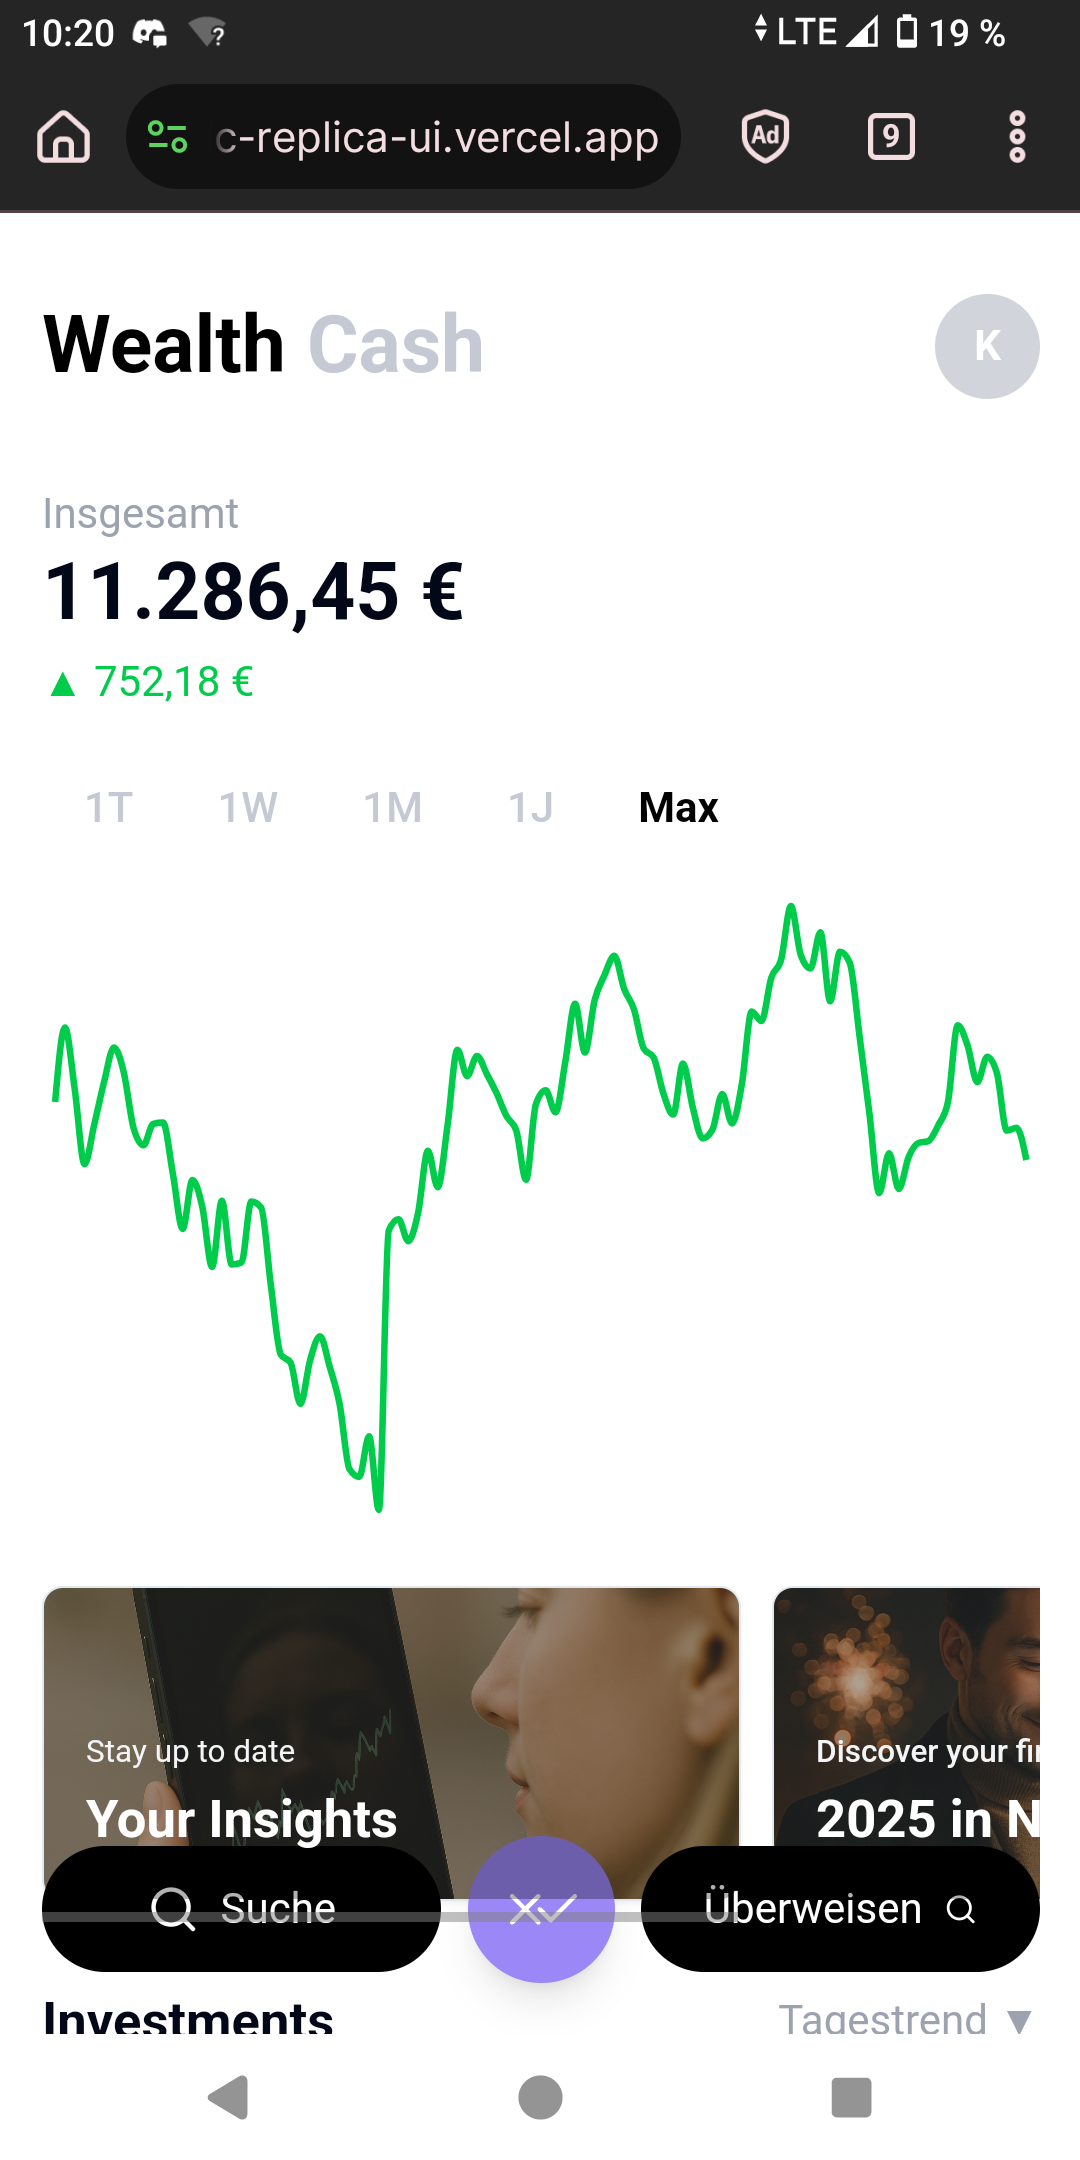 10:20 ? LTE 19 %
c-replica-ui.vercel.app Ad 9
Wealth Cash K
Insgesamt
11.286,45 €
▲ 752,18 €
1T 1W 1M 1J Max
Stay up to date
Your Insights
Discover your
2025 in
Suche
Überweisen
Investments Tagestrend ▼